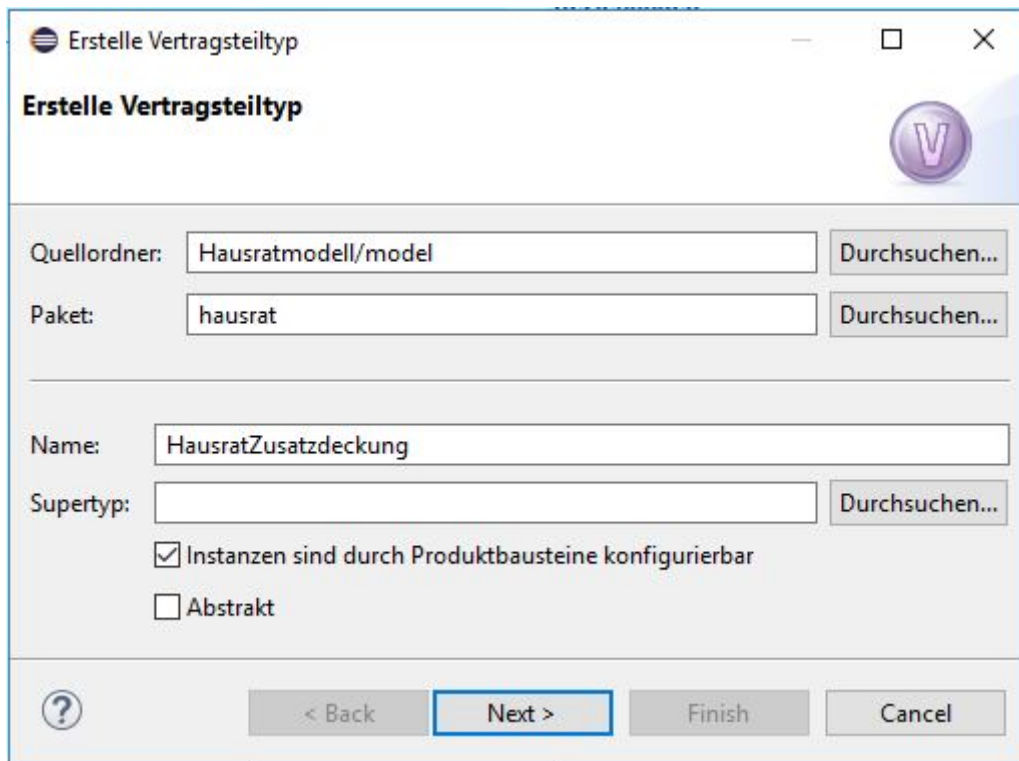 Erstelle Vertragsteiltyp
Erstelle Vertragsteiltyp
V
Quellordner: Hausratmodell/model Durchsuchen...
Paket: hausrat Durchsuchen...
Name: HausratZusatzdeckung
Supertyp: Durchsuchen...
Instanzen sind durch Produktbausteine konfigurierbar
Abstrakt
? < Back Next > Finish Cancel